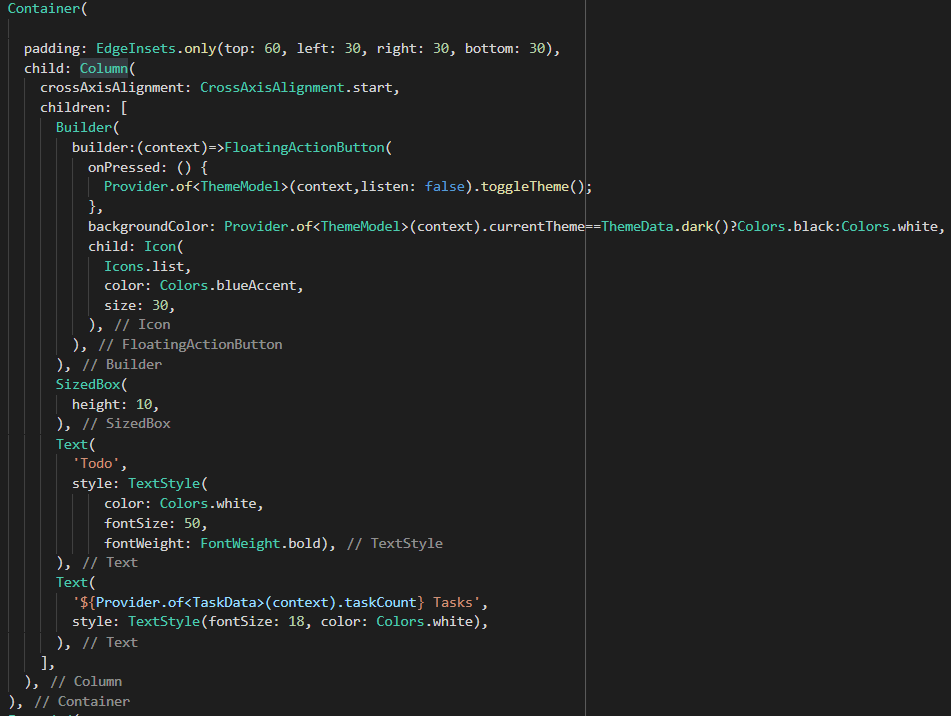 Container(
padding: EdgeInsets.only(top: 60, left: 30, right: 30, bottom: 30),
child: Column(
crossAxisAlignment: CrossAxisAlignment.start,
children: [
Builder(
builder:(context)=>FloatingActionButton(
onPressed: () {
Provider.of<ThemeModel>(context,listen: false).toggleTheme();
},
backgroundColor: Provider.of<ThemeModel>(context).currentTheme==ThemeData.dark()?Colors.black:Colors.white,
child: Icon(
Icons.list,
color: Colors.blueAccent,
size: 30,
), // Icon
), // FloatingActionButton
), // Builder
SizedBox(
height: 10,
), // SizedBox
Text(
'Todo',
style: TextStyle(
color: Colors.white,
fontSize: 50,
fontWeight: FontWeight.bold), // TextStyle
), // Text
Text(
'${Provider.of<TaskData>(context).taskCount} Tasks',
style: TextStyle(fontSize: 18, color: Colors.white),
), // Text
],
), // Column
), // Container